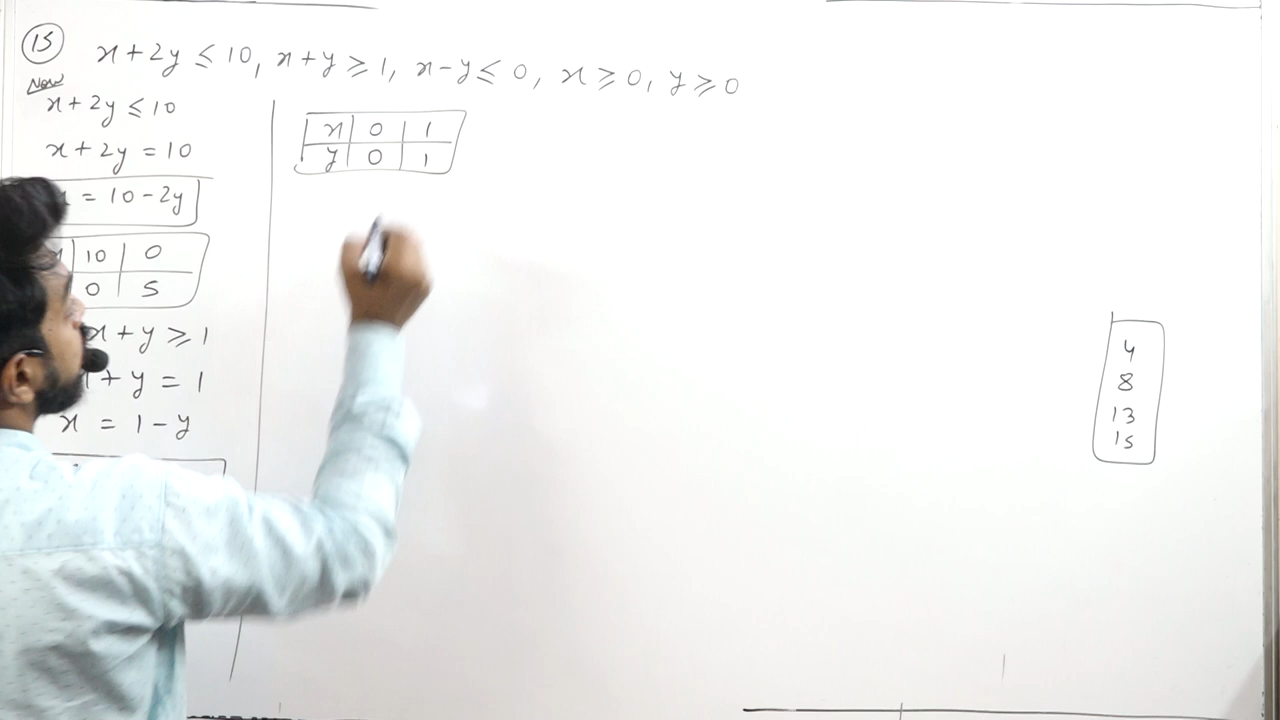 15
x + 2y ≤ 10, x + y ≥ 1, x - y ≤ 0, x ≥ 0, y ≥ 0
Now
x + 2y ≤ 10
x + 2y = 10
= 10 - 2y
10 0
0 5
x + y ≥ 1
+ y = 1
x = 1 - y
x 0 1
y 0 1
4
8
13
15